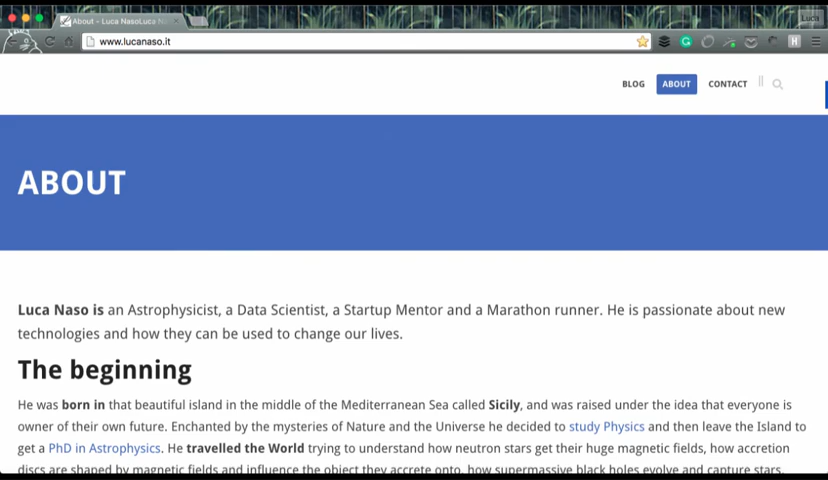 About - Luca NasoLuca
Luca
www.lucanaso.it
BLOG ABOUT CONTACT
ABOUT
Luca Naso is an Astrophysicist, a Data Scientist, a Startup Mentor and a Marathon runner. He is passionate about new
technologies and how they can be used to change our lives.
The beginning
He was born in that beautiful island in the middle of the Mediterranean Sea called Sicily, and was raised under the idea that everyone is
owner of their own future. Enchanted by the mysteries of Nature and the Universe he decided to study Physics and then leave the Island to
get a PhD in Astrophysics. He travelled the World trying to understand how neutron stars get their huge magnetic fields, how accretion
discs are shaped by magnetic fields and influence the object they accrete onto, how supermassive black holes evolve and capture stars,